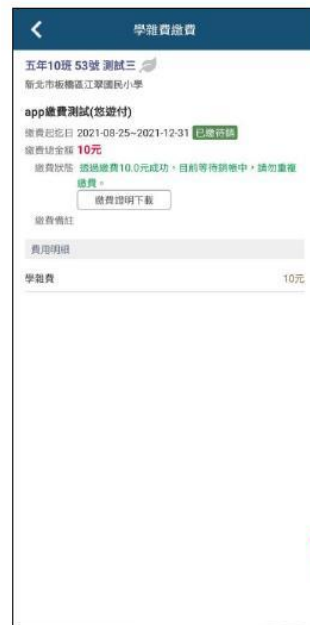 學雜費繳費
五年10班 53號 測試三
新北市板橋區江翠國民小學
app繳費測試(悠遊付)
繳費起迄日 2021-08-25~2021-12-31 已繳待銷
繳費總金額 10元
繳費狀態 透過繳費10.0元成功，目前等待銷帳中，請勿重複
繳費。
繳費證明下載
繳費備註
費用明細
學雜費 10元